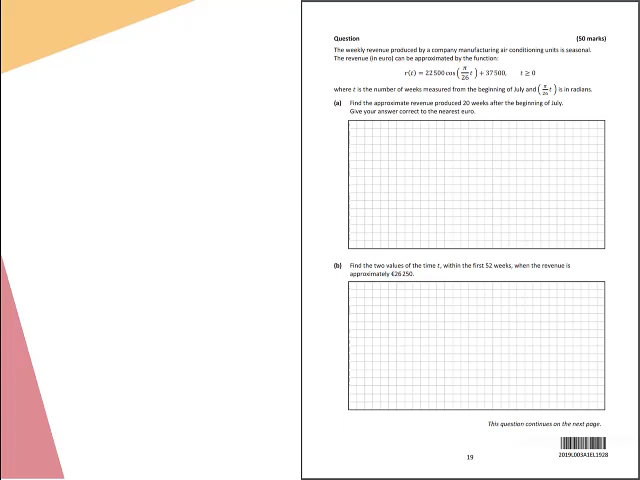 Question (50 marks)
The weekly revenue produced by a company manufacturing air conditioning units is seasonal.
The revenue (in euro) can be approximated by the function:
r(t) = 22 500 cos (π/26 t) + 37 500, t ≥ 0
where t is the number of weeks measured from the beginning of July and (π/26 t) is in radians.
(a) Find the approximate revenue produced 20 weeks after the beginning of July.
Give your answer correct to the nearest euro.
(b) Find the two values of the time t, within the first 52 weeks, when the revenue is
approximately €26 250.
This question continues on the next page.
19
2019L003A1EL1928